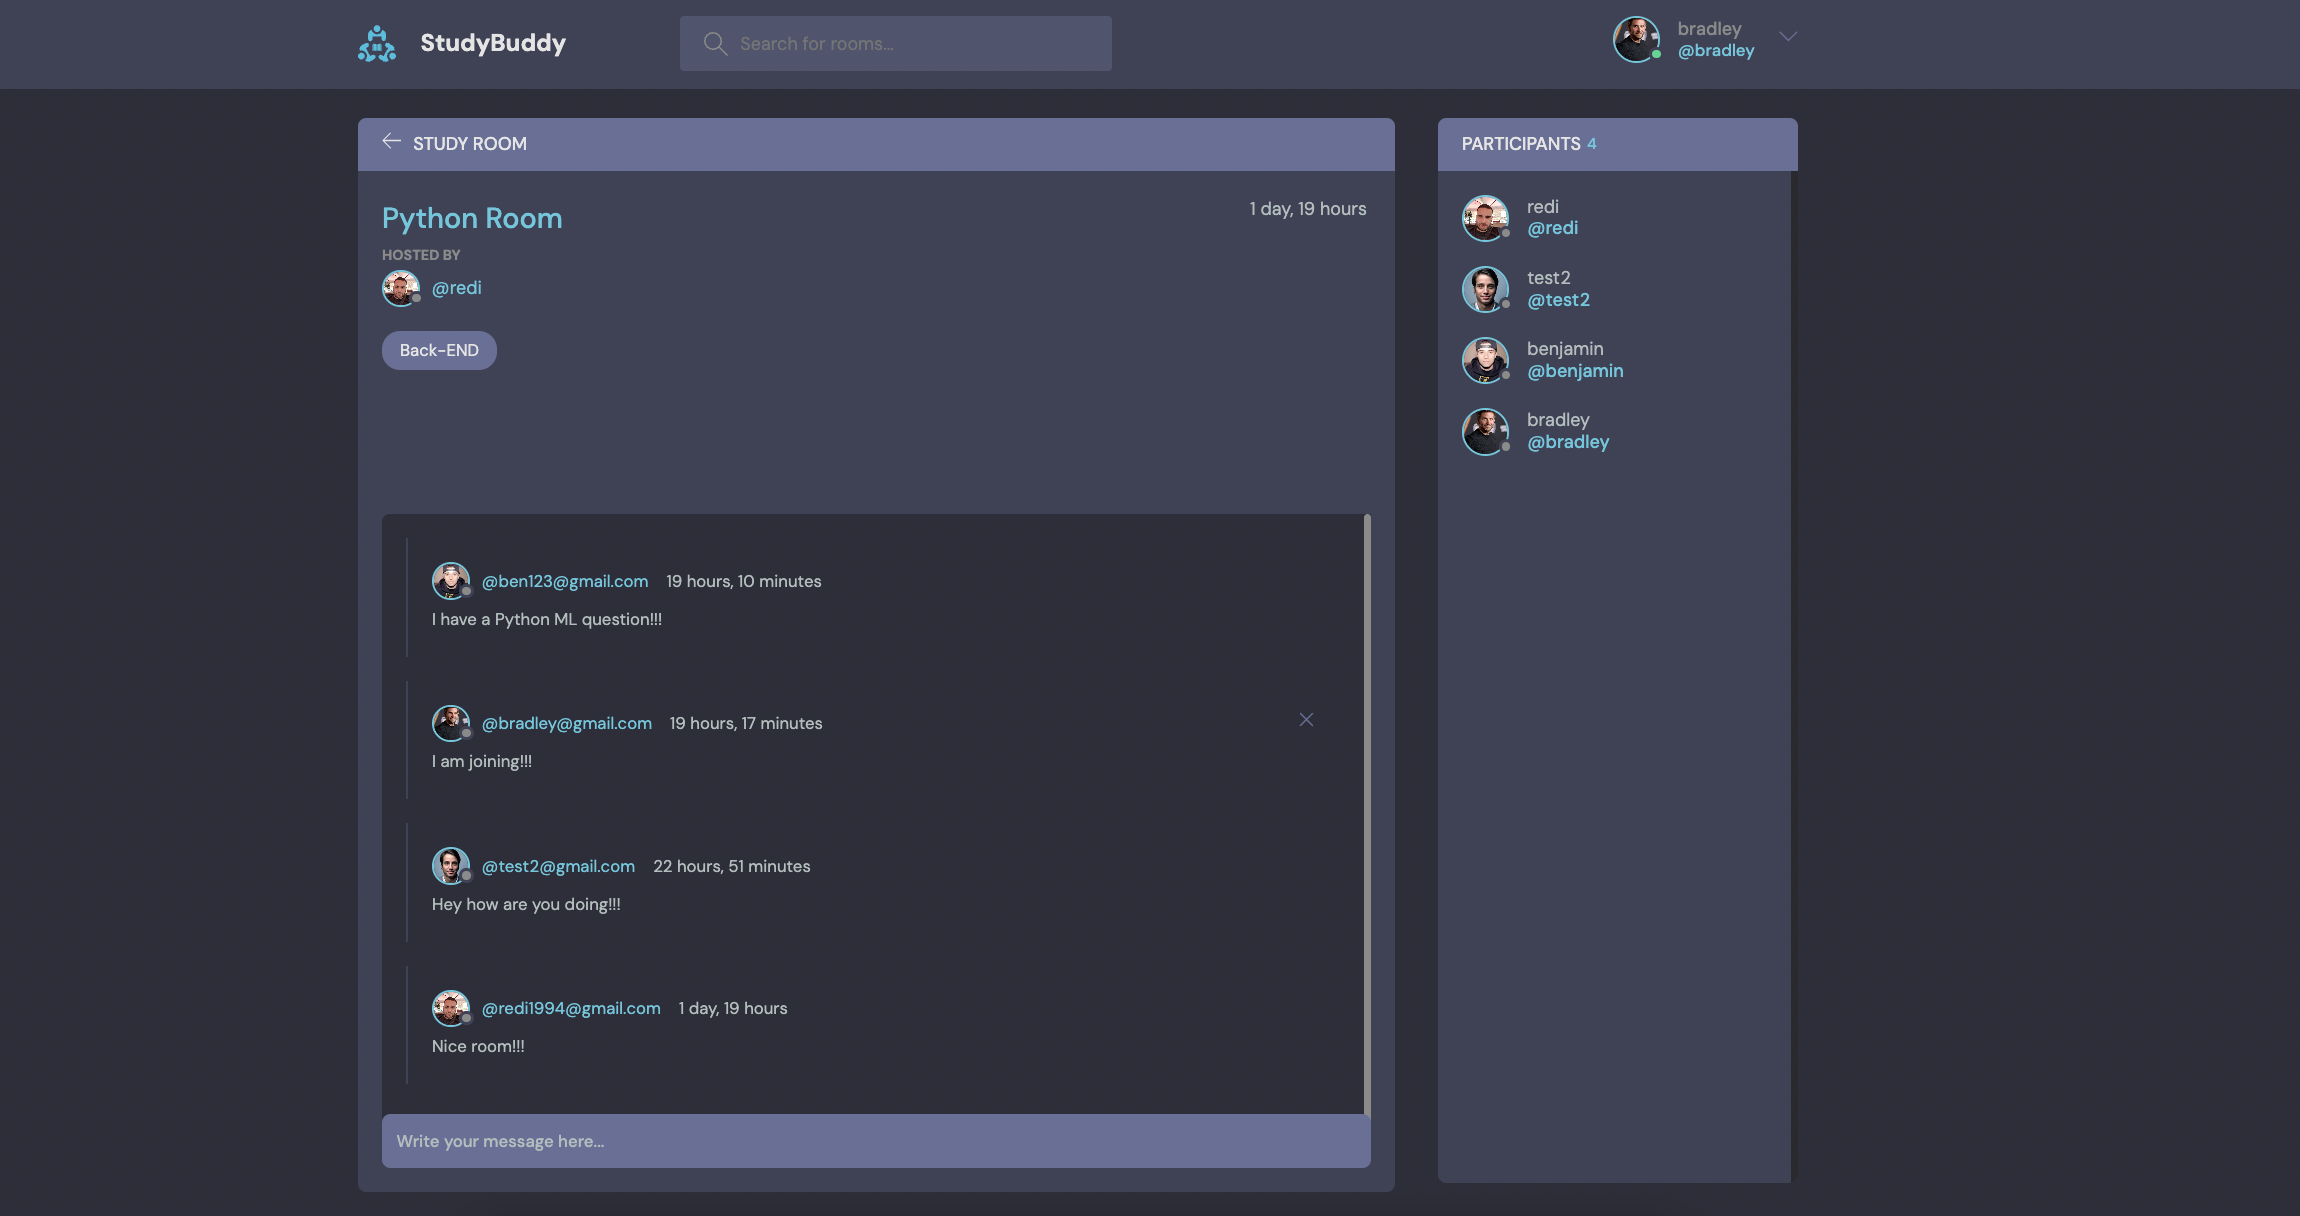 StudyBuddy
Search for rooms...
bradley
@bradley
STUDY ROOM
Python Room
1 day, 19 hours
HOSTED BY
@redi
Back-END
@ben123@gmail.com 19 hours, 10 minutes
I have a Python ML question!!!
@bradley@gmail.com 19 hours, 17 minutes
I am joining!!!
@test2@gmail.com 22 hours, 51 minutes
Hey how are you doing!!!
@redi1994@gmail.com 1 day, 19 hours
Nice room!!!
Write your message here...
PARTICIPANTS 4
redi
@redi
test2
@test2
benjamin
@benjamin
bradley
@bradley